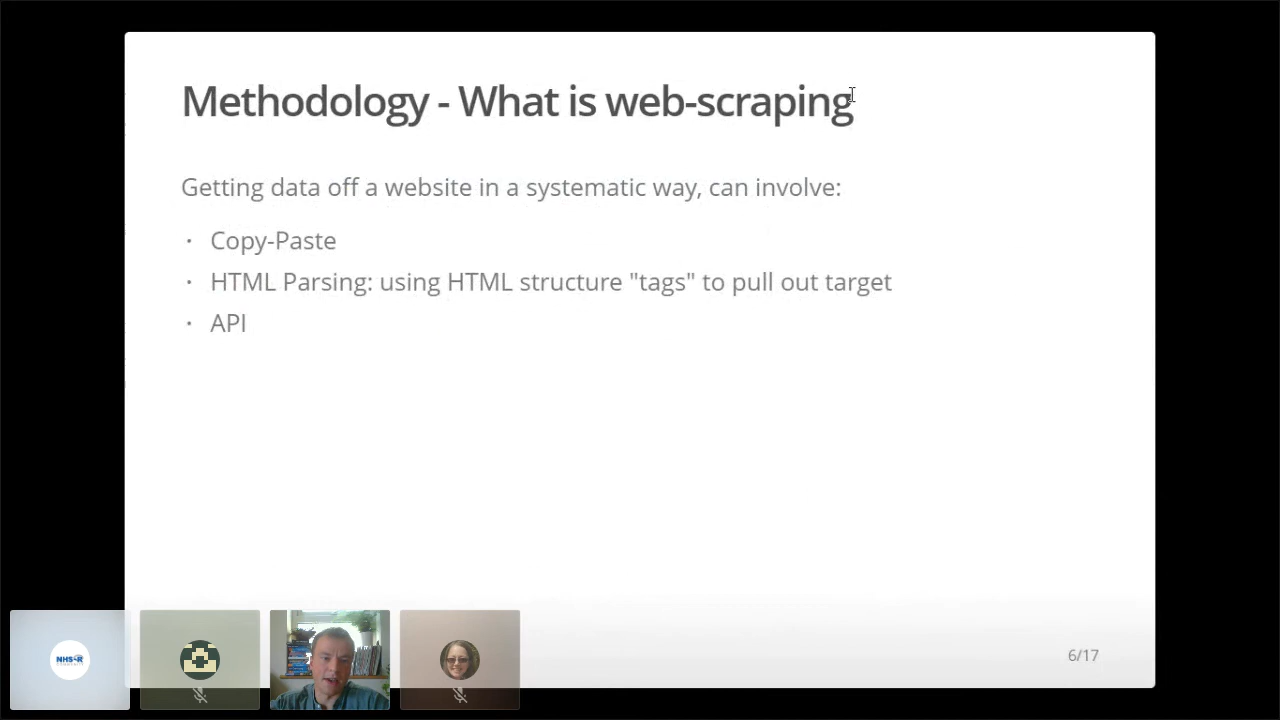 Methodology - What is web-scraping
Getting data off a website in a systematic way, can involve:
· Copy-Paste
· HTML Parsing: using HTML structure "tags" to pull out target
· API
6/17
NHS-R